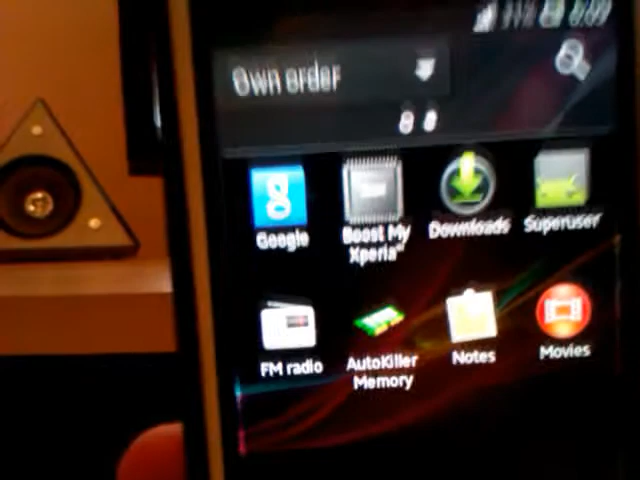 Own order
Google
Boost My
Xperia
Downloads
Superuser
FM radio
AutoKiller
Memory
Notes
Movies